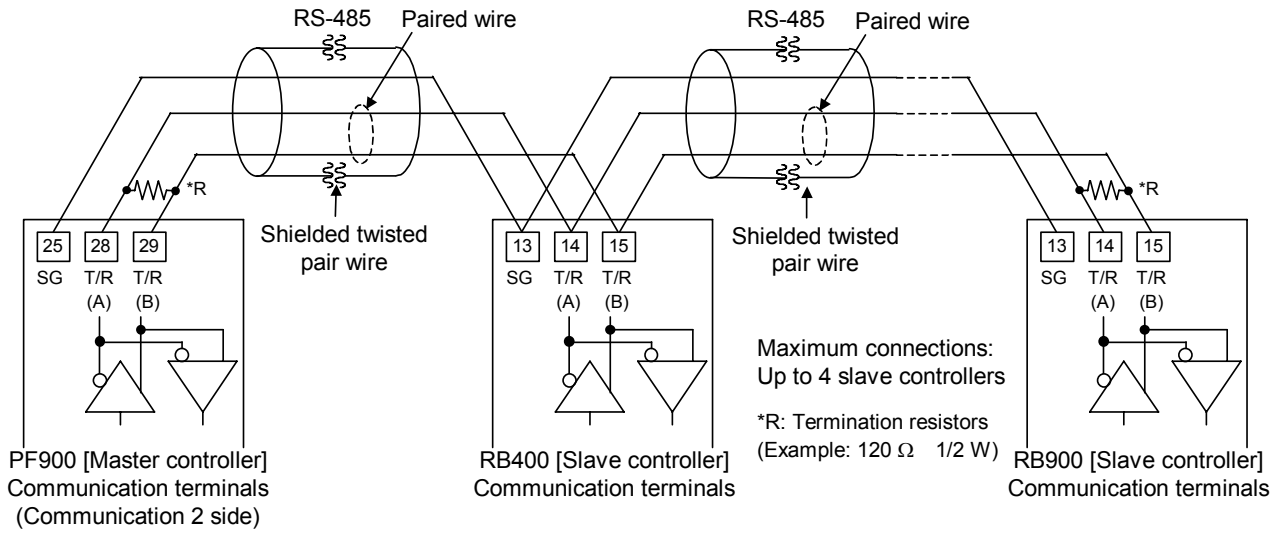 RS-485
Paired wire
RS-485
Paired wire
*R
*R
Shielded twisted
pair wire
Shielded twisted
pair wire
25 28 29
SG T/R T/R
(A) (B)
13 14 15
SG T/R T/R
(A) (B)
13 14 15
SG T/R T/R
(A) (B)
Maximum connections:
Up to 4 slave controllers
*R: Termination resistors
(Example: 120 Ω 1/2 W)
PF900 [Master controller]
Communication terminals
(Communication 2 side)
RB400 [Slave controller]
Communication terminals
RB900 [Slave controller]
Communication terminals